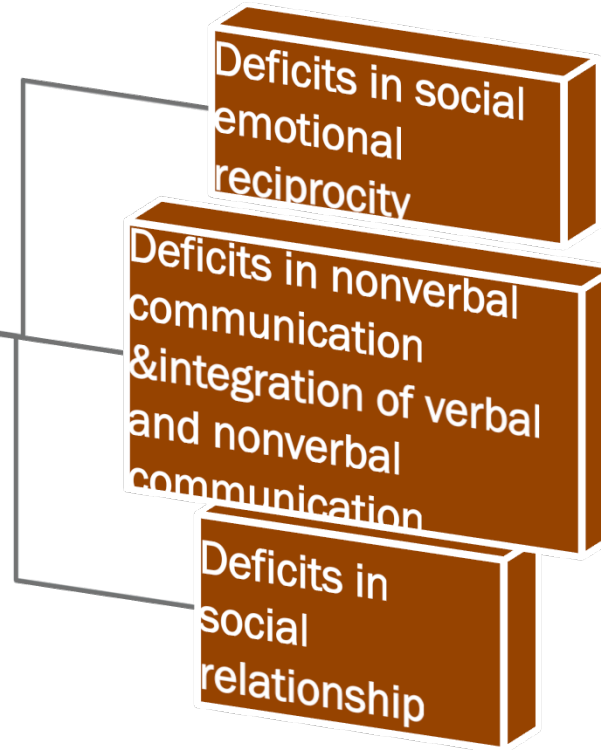 Deficits in social
emotional
reciprocity
Deficits in nonverbal
communication
&integration of verbal
and nonverbal
communication
Deficits in
social
relationship